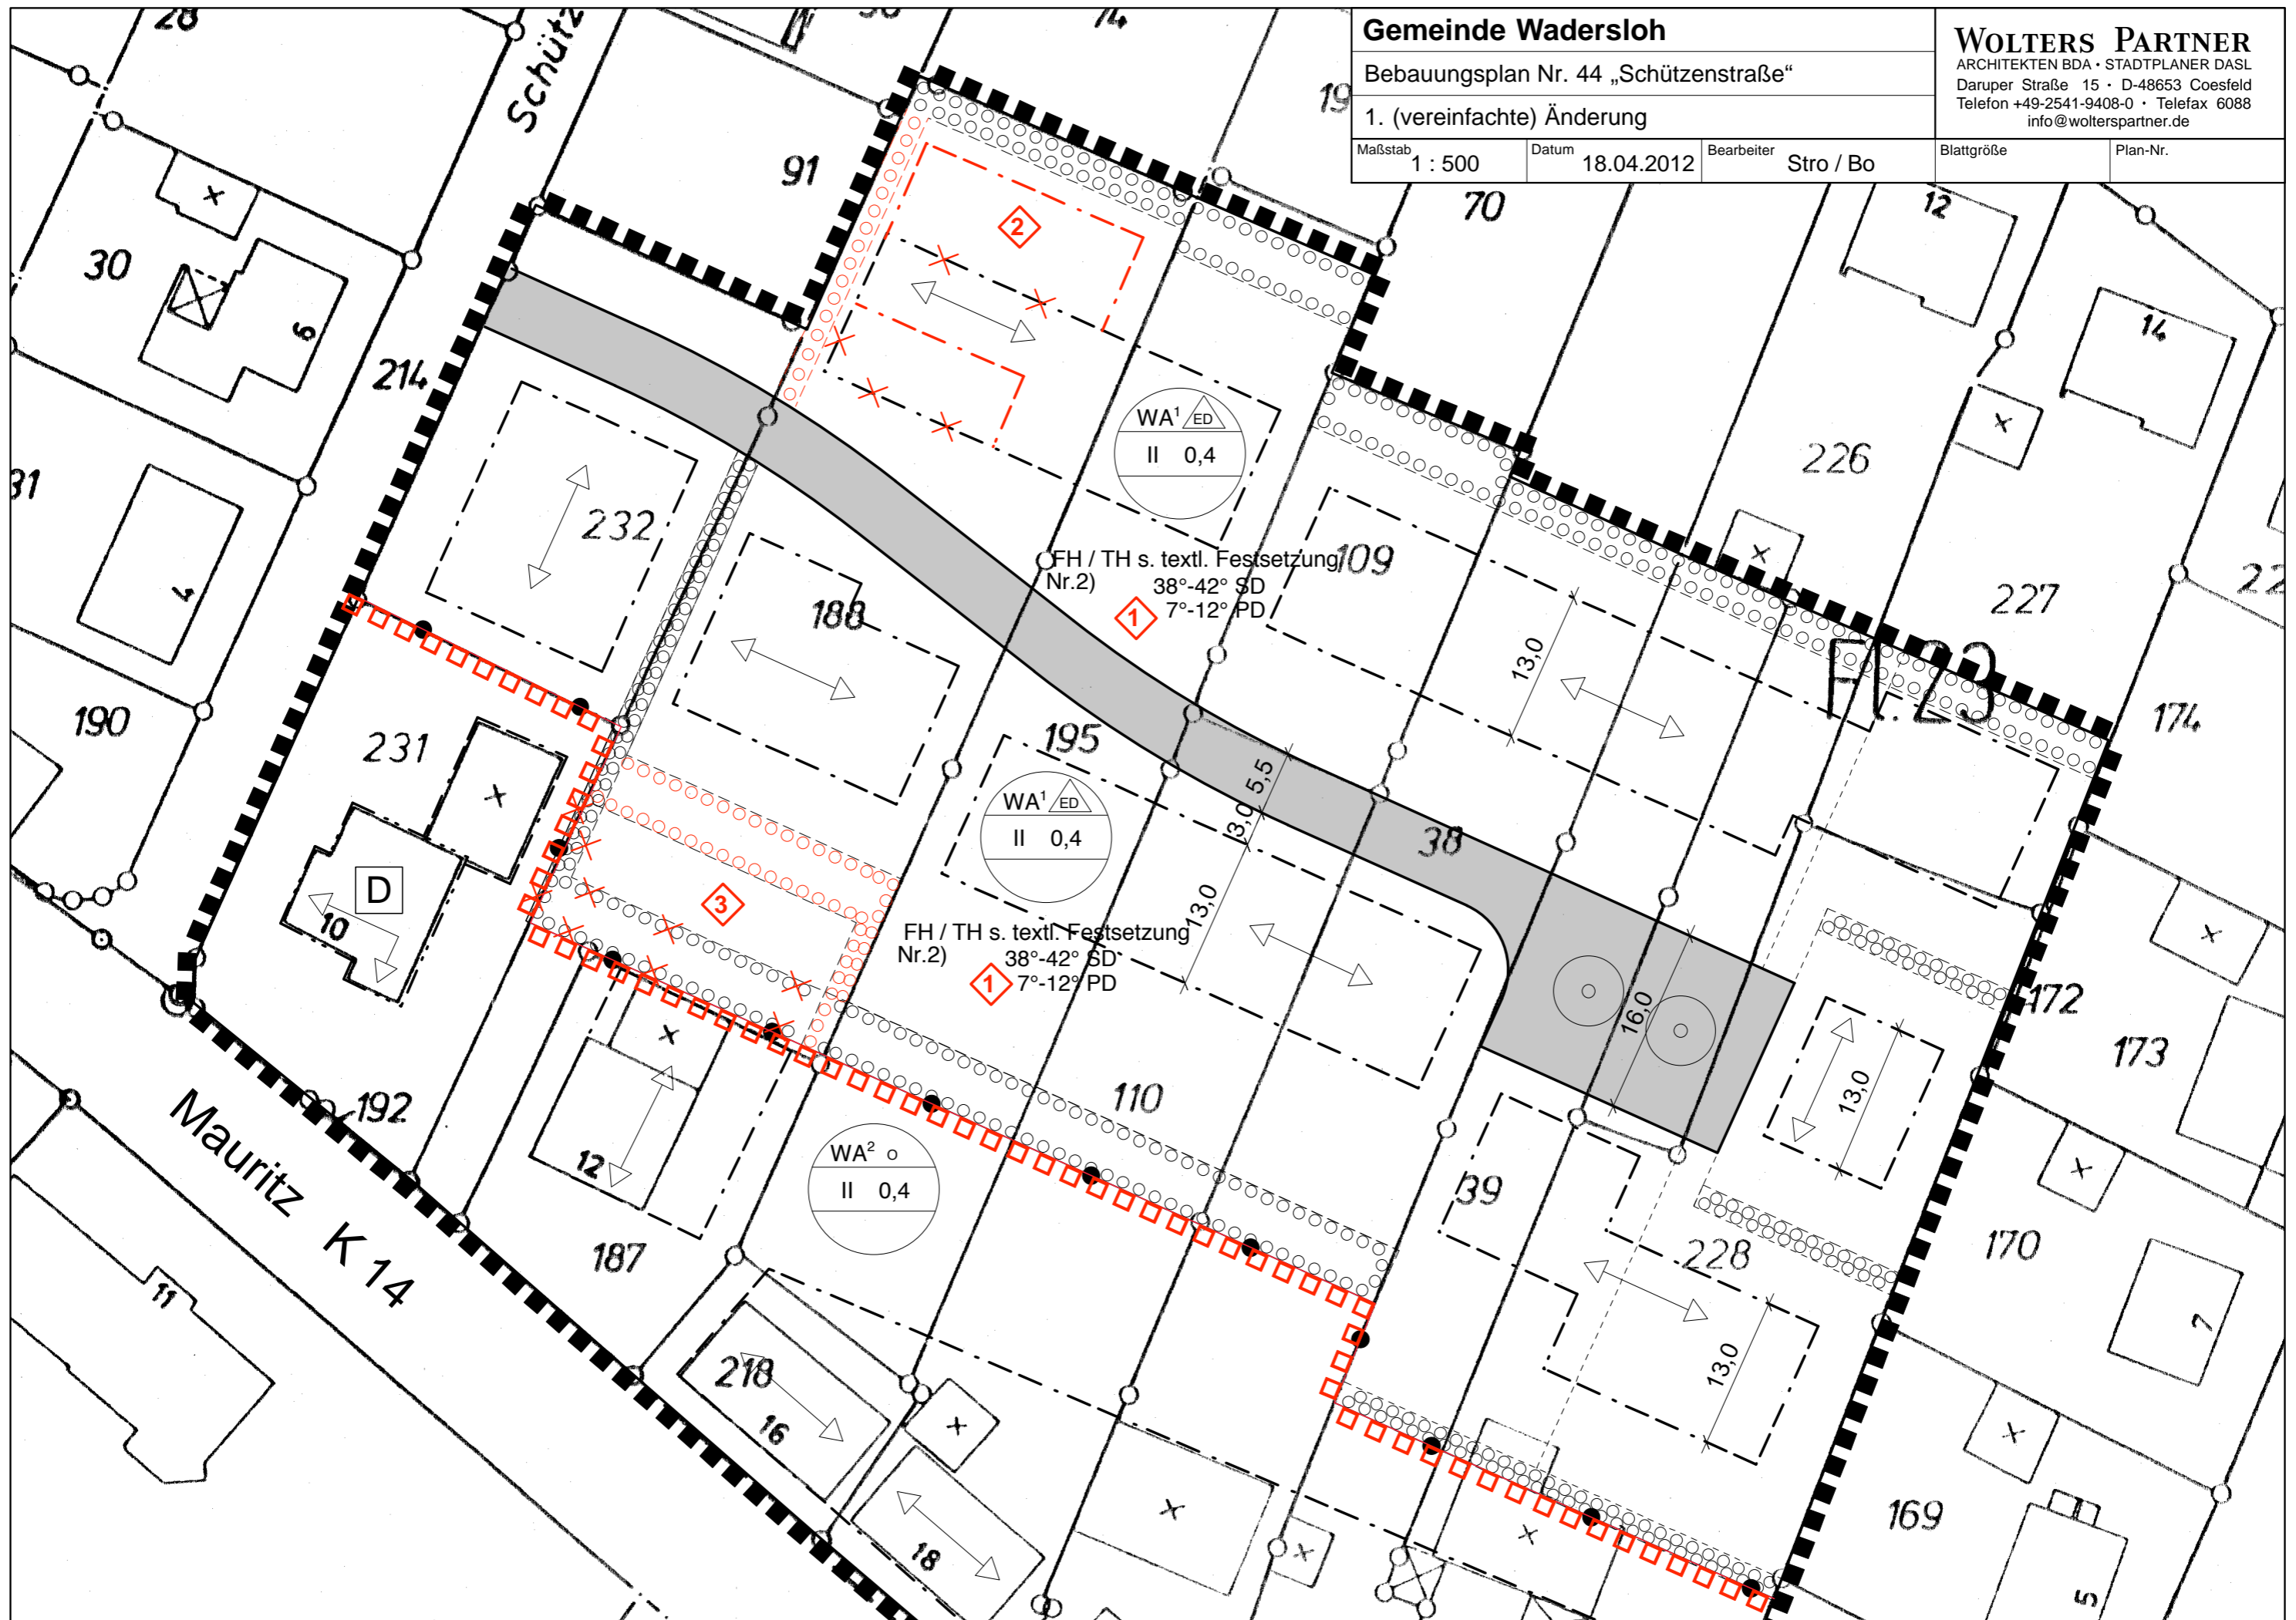 Gemeinde Wadersloh
Bebauungsplan Nr. 44 „Schützenstraße“
1. (vereinfachte) Änderung
Maßstab 1 : 500
Datum 18.04.2012
Bearbeiter Stro / Bo
Blattgröße
Plan-Nr.
WOLTERS PARTNER
ARCHITEKTEN BDA • STADTPLANER DASL
Daruper Straße 15 • D-48653 Coesfeld
Telefon +49-2541-9408-0 • Telefax 6088
info@wolterspartner.de
28
74
91
70
12
14
30
6
214
2
226
4
232
WA¹ ED
II 0,4
FH / TH s. textl. Festsetzung
Nr.2)
38°-42° SD
1
7°-12° PD
109
188
227
13,0
Fl. 23
190
231
195
174
5,5
3,0
13,0
38
WA¹ ED
II 0,4
D
10
3
FH / TH s. textl. Festsetzung
Nr.2)
38°-42° SD
1
7°-12° PD
16,0
172
173
13,0
110
192
Mauritz K 14
12
WA² o
II 0,4
39
187
228
170
11
218
16
13,0
7
18
169
5